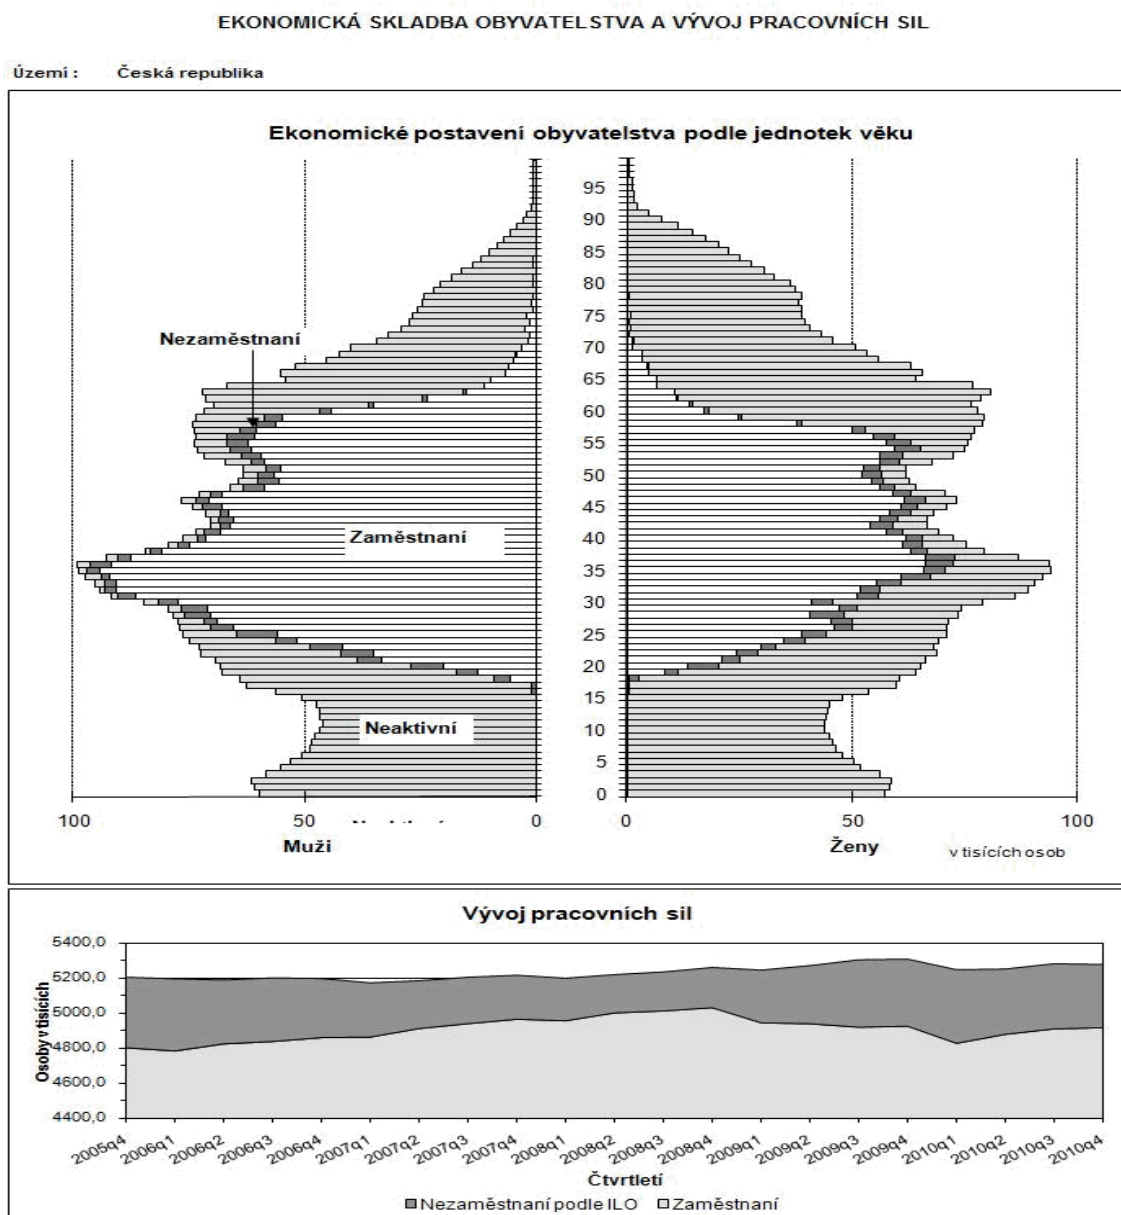 EKONOMICKÁ SKLADBA OBYVATELSTVA A VÝVOJ PRACOVNÍCH SIL
Území : Česká republika
Ekonomické postavení obyvatelstva podle jednotek věku
95
90
85
80
75
Nezaměstnaní
70
65
60
55
50
45
Zaměstnaní
40
35
30
25
20
15
Neaktivní
10
5
0
100 50 0 0 50 100
Muži Ženy v tisících osob
Vývoj pracovních sil
Osoby v tisících
5400,0
5200,0
5000,0
4800,0
4600,0
4400,0
2005q4 2006q1 2006q2 2006q3 2006q4 2007q1 2007q2 2007q3 2007q4 2008q1 2008q2 2008q3 2008q4 2009q1 2009q2 2009q3 2009q4 2010q1 2010q2 2010q3 2010q4
Čtvrtletí
Nezaměstnaní podle ILO Zaměstnaní